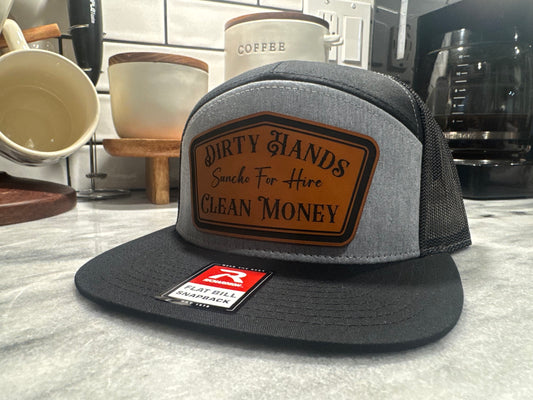 COFFEE
DIRTY HANDS
Sancho For Hire
CLEAN MONEY
R
RICHARDSON
FLAT BILL
SNAPBACK